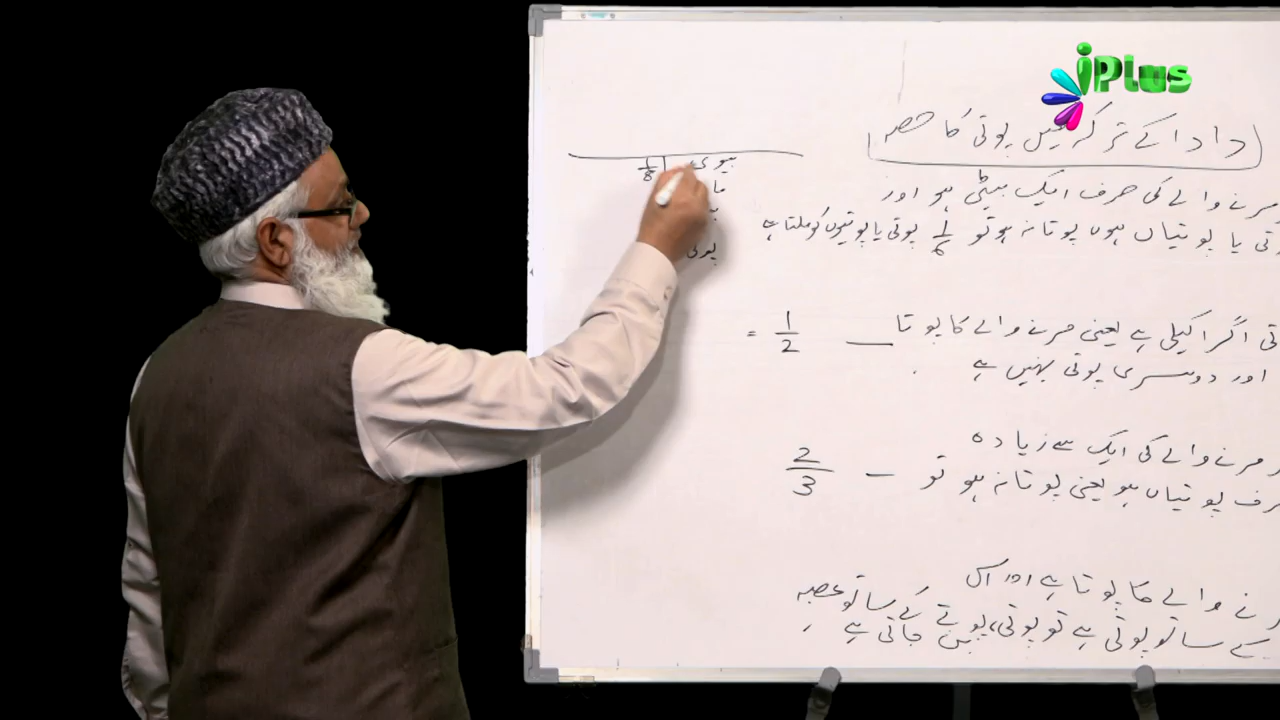 iPlus
دادا کے ترکہ میں پوتی کا حصہ
مرنے والے کی صرف ایک بیٹی ہو اور
تی یا پوتیاں ہوں پوتا نہ ہو تو 1/6 پوتی یا پوتیوں کو ملتا ہے
تی اگر اکیلی ہے یعنی مرنے والے کا پوتا — 1/2 =
اور دوسری پوتی نہیں ہے
مرنے والے کی ایک سے زیادہ
صرف پوتیاں ہو یعنی پوتا نہ ہو تو — 2/3
نے والے کا پوتا ہے اور اس
کے ساتھ پوتی ہے تو پوتی، پوتے کے ساتھ عصبہ
بن جاتی ہے
بیوی 1/8
ما
پوتی